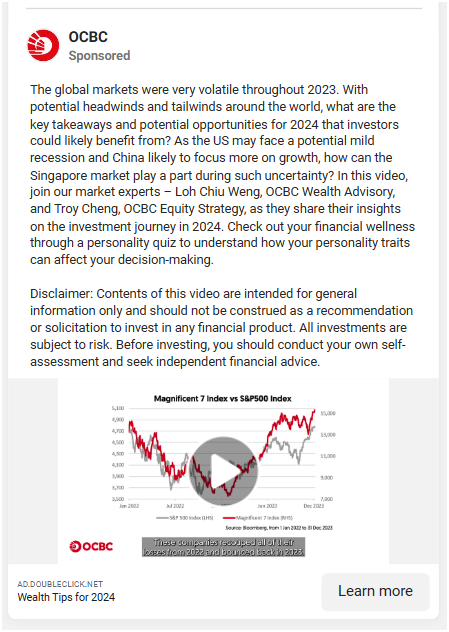 OCBC
Sponsored
The global markets were very volatile throughout 2023. With
potential headwinds and tailwinds around the world, what are the
key takeaways and potential opportunities for 2024 that investors
could likely benefit from? As the US may face a potential mild
recession and China likely to focus more on growth, how can the
Singapore market play a part during such uncertainty? In this video,
join our market experts – Loh Chiu Weng, OCBC Wealth Advisory,
and Troy Cheng, OCBC Equity Strategy, as they share their insights
on the investment journey in 2024. Check out your financial wellness
through a personality quiz to understand how your personality traits
can affect your decision-making.
Disclaimer: Contents of this video are intended for general
information only and should not be construed as a recommendation
or solicitation to invest in any financial product. All investments are
subject to risk. Before investing, you should conduct your own self-
assessment and seek independent financial advice.
Magnificent 7 Index vs S&P500 Index
5,100
4,900
4,700
4,500
4,300
4,100
3,900
3,700
3,500
15,000
13,000
11,000
9,000
7,000
Jan 2022 Jul 2022 Jan 2023 Dec 2023
S&P 500 Index (LHS) Magnificent 7 Index (RHS)
Source: Bloomberg, from 1 Jan 2022 to 31 Dec 2023
OCBC
These companies recouped all of their
losses from 2022 and bounced back in 2023.
AD.DOUBLECLICK.NET
Wealth Tips for 2024
Learn more